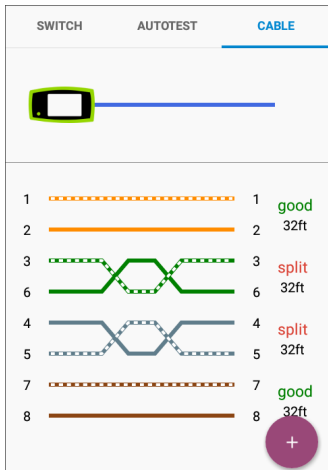 SWITCH AUTOTEST CABLE
1 1 good
2 2 32ft
3 3 split
6 6 32ft
4 4 split
5 5 32ft
7 7 good
8 8 32ft
+